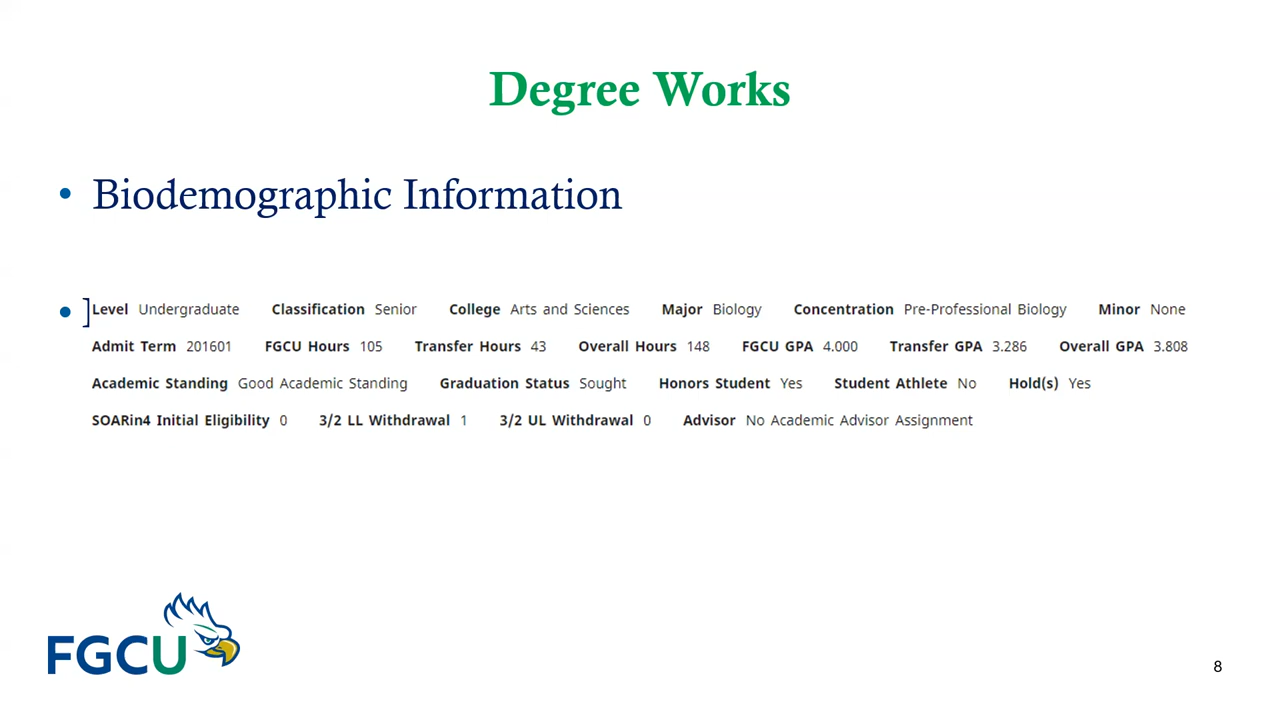 Degree Works
• Biodemographic Information
• ]Level Undergraduate Classification Senior College Arts and Sciences Major Biology Concentration Pre-Professional Biology Minor None
Admit Term 201601 FGCU Hours 105 Transfer Hours 43 Overall Hours 148 FGCU GPA 4.000 Transfer GPA 3.286 Overall GPA 3.808
Academic Standing Good Academic Standing Graduation Status Sought Honors Student Yes Student Athlete No Hold(s) Yes
SOARin4 Initial Eligibility 0 3/2 LL Withdrawal 1 3/2 UL Withdrawal 0 Advisor No Academic Advisor Assignment
FGCU
8